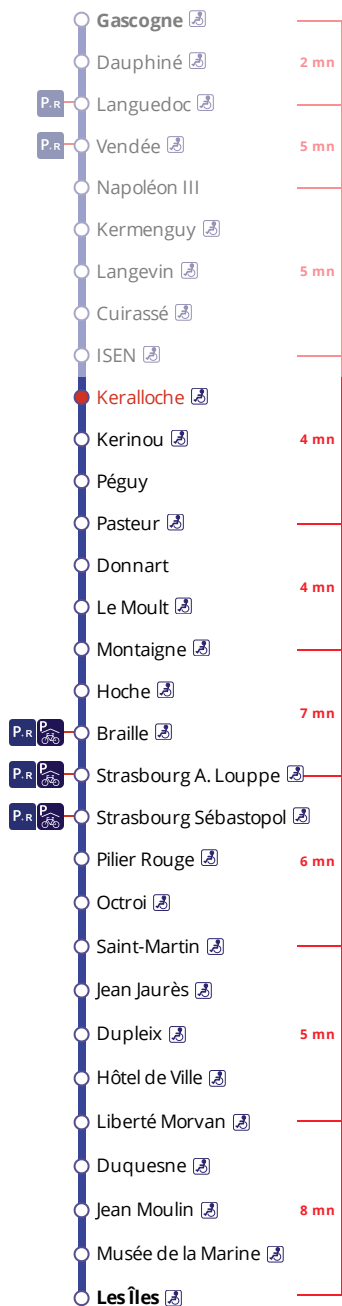 Gascogne
Dauphiné 2 mn
P+R Languedoc
P+R Vendée 5 mn
Napoléon III
Kermenguy
Langevin 5 mn
Cuirassé
ISEN
Keralloche
Kerinou 4 mn
Péguy
Pasteur
Donnart 4 mn
Le Moult
Montaigne
Hoche 7 mn
P+R P Braille
P+R P Strasbourg A. Louppe
P+R P Strasbourg Sébastopol
Pilier Rouge 6 mn
Octroi
Saint-Martin
Jean Jaurès
Dupleix 5 mn
Hôtel de Ville
Liberté Morvan
Duquesne
Jean Moulin 8 mn
Musée de la Marine
Les Îles